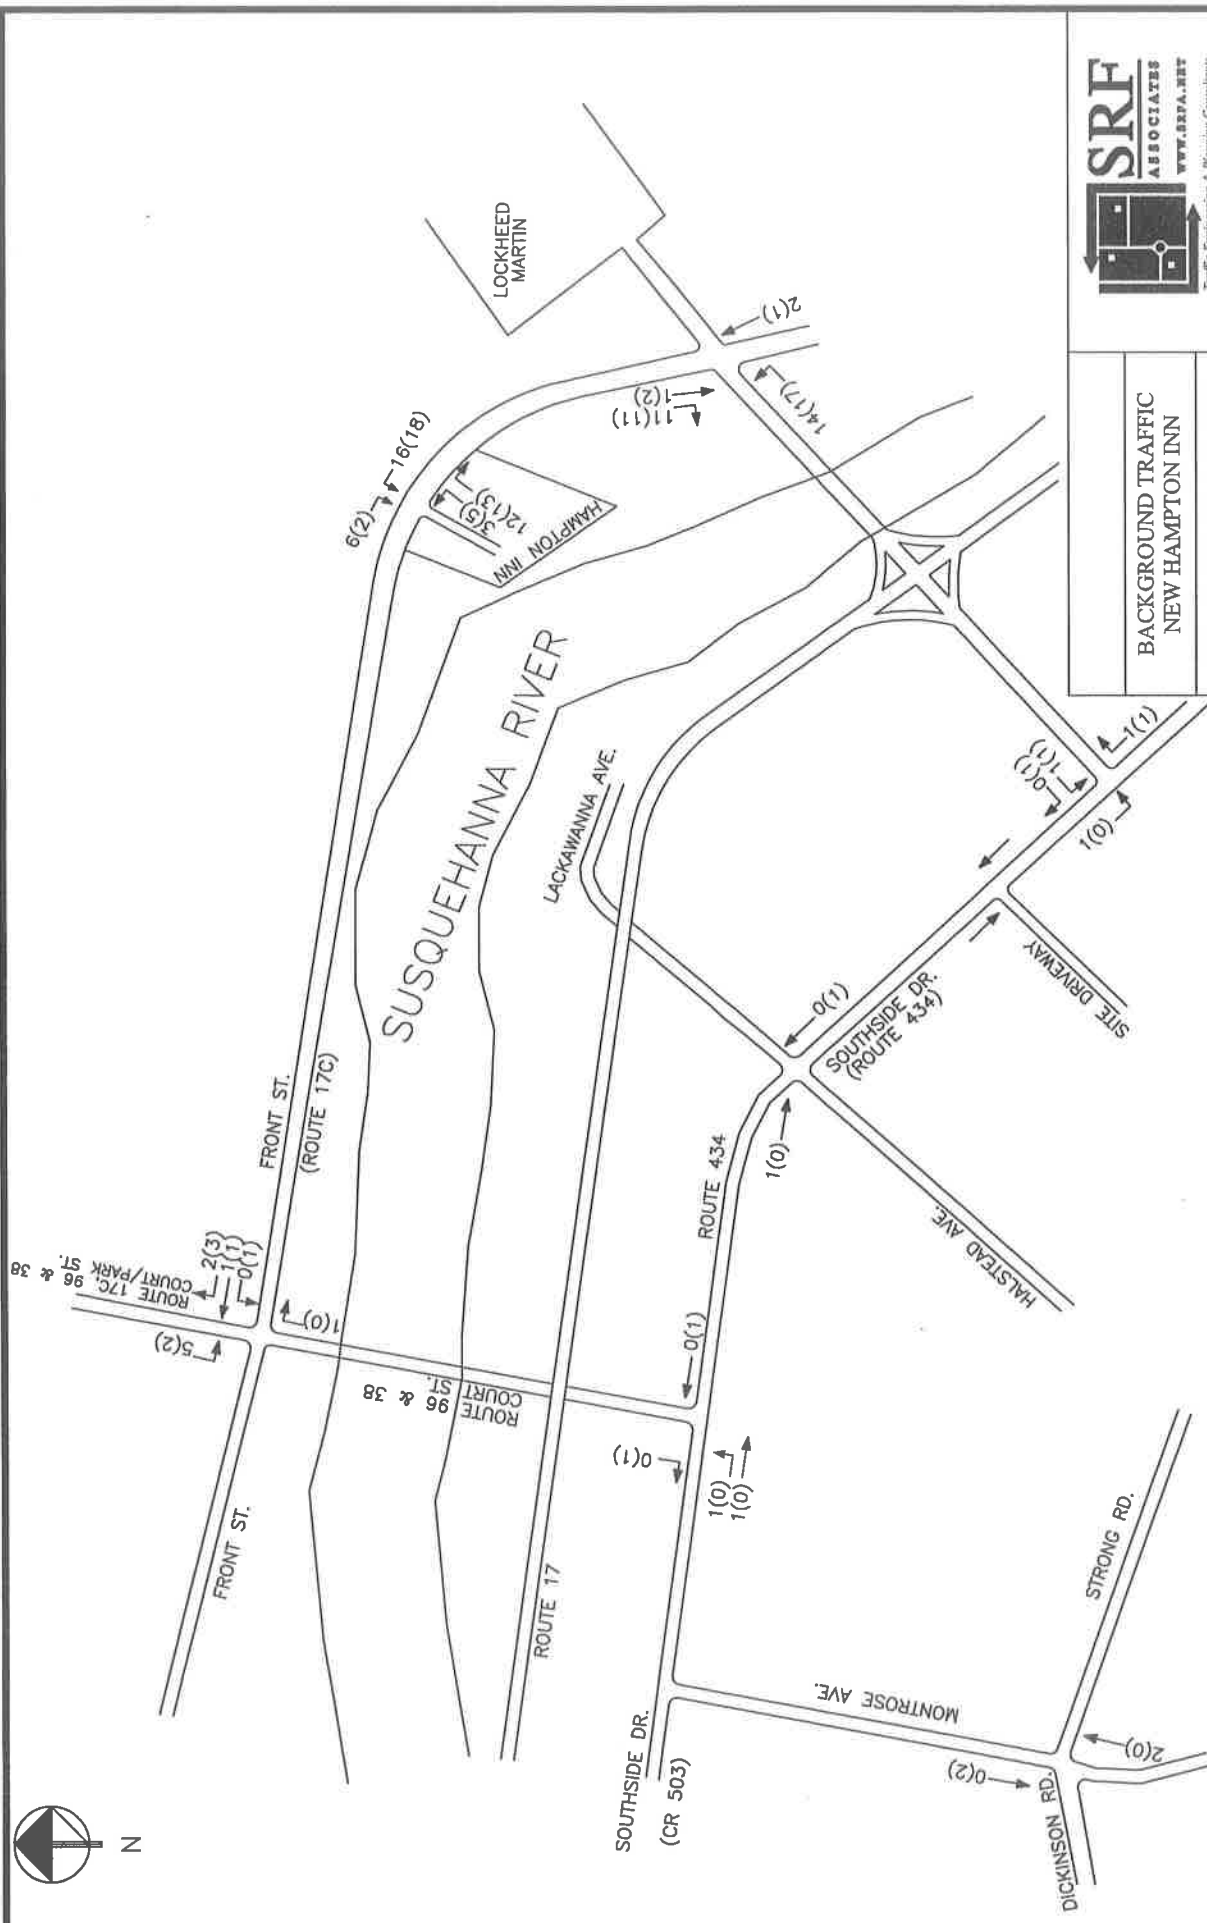 N
LOCKHEED
MARTIN
2(1)
14(17)
1(2)
11(11)
16(18)
6(2)
3(5)
12(13)
HAMPTON INN
SUSQUEHANNA RIVER
LACKAWANNA AVE.
FRONT ST.
(ROUTE 17C)
ROUTE 17C,
96 & 38
COURT/PARK ST.
2(3)
1(1)
0(1)
5(2)
1(0)
FRONT ST.
ROUTE
96 & 38
COURT ST.
ROUTE 17
ROUTE 434
0(1)
0(1)
1(0)
1(0)
1(0)
0(1)
SOUTHSIDE DR.
(ROUTE 434)
HALSTEAD AVE.
SITE DRIVEWAY
0(1)
1(1)
1(1)
1(0)
SOUTHSIDE DR.
(CR 503)
MONTROSE AVE.
STRONG RD.
DICKINSON RD.
0(2)
2(0)
SRF
ASSOCIATES
WWW.SRFA.NET
BACKGROUND TRAFFIC
NEW HAMPTON INN